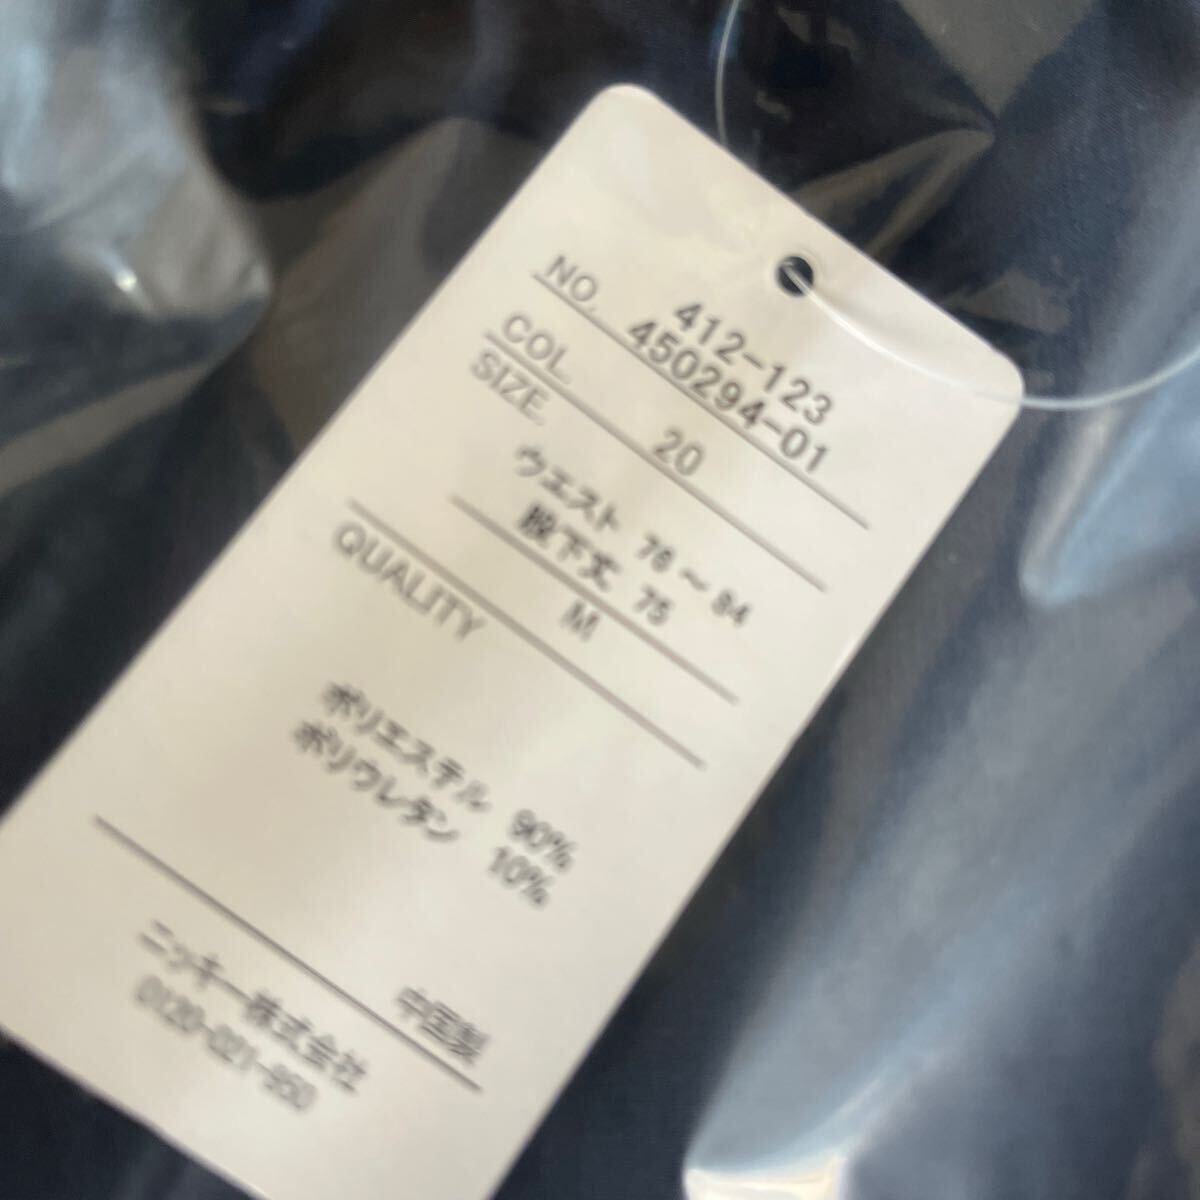 NO. 412-123
450294-01
COL. 20
SIZE. ウエスト 76～84
股下丈 75
M
QUALITY
ポリエステル 90%
ポリウレタン 10%
中国製
ニッキー株式会社
0120-021-950